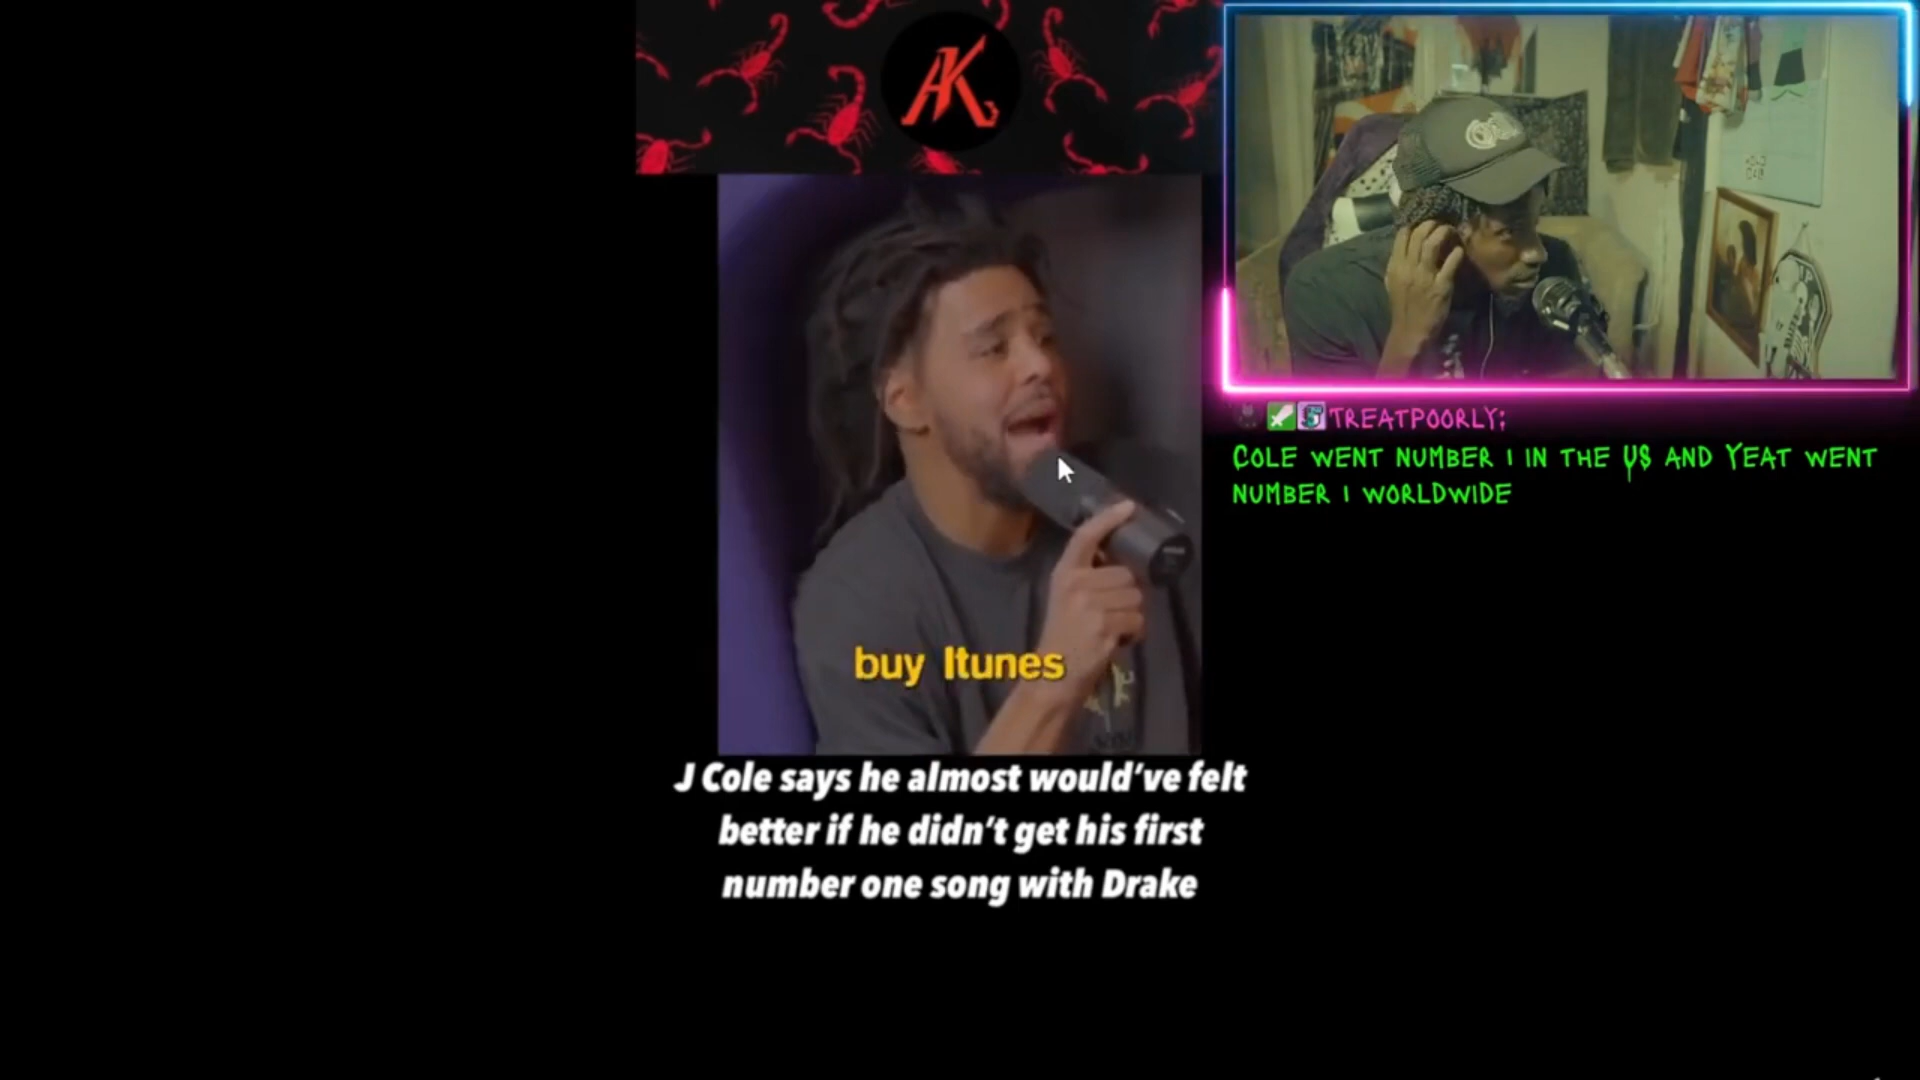 AK
TREATPOORLY:
COLE WENT NUMBER 1 IN THE US AND YEAT WENT
NUMBER 1 WORLDWIDE
buy Itunes
J Cole says he almost would've felt
better if he didn't get his first
number one song with Drake